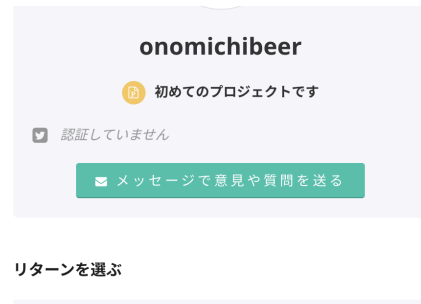 onomichibeer
初めてのプロジェクトです
認証していません
メッセージで意見や質問を送る
リターンを選ぶ